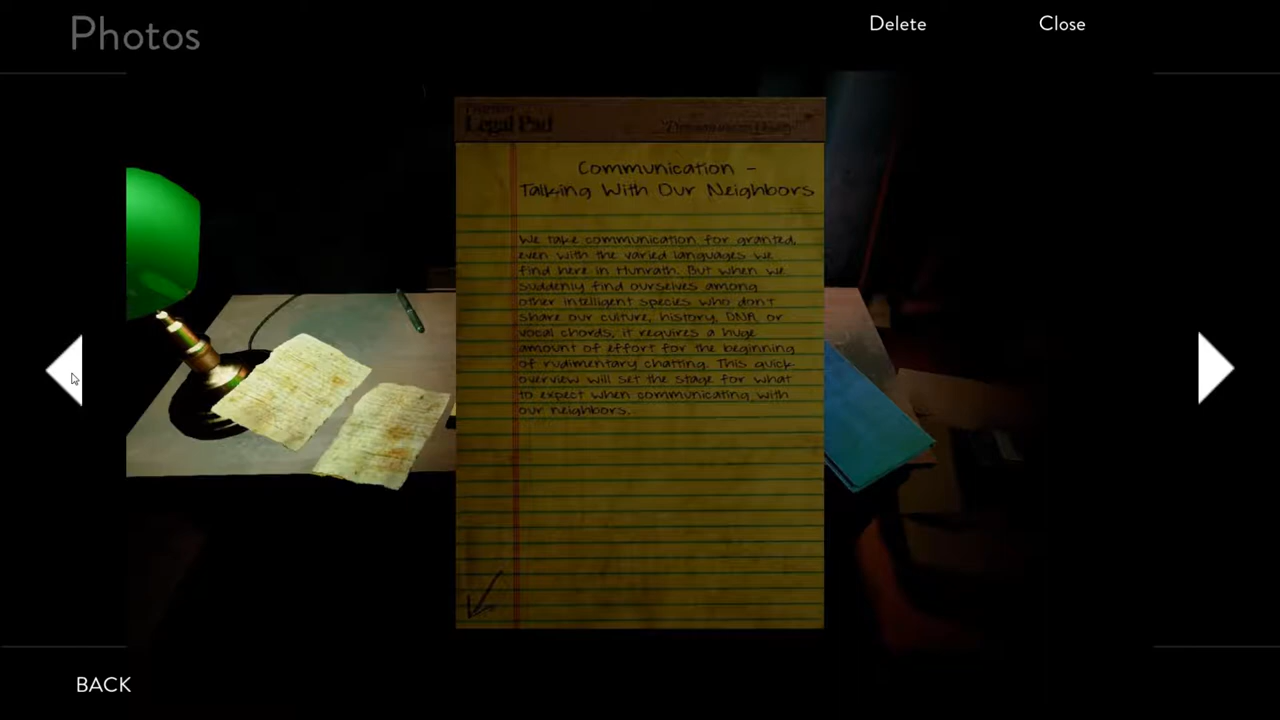 Photos
Delete
Close
Legal Pad
Communication -
Talking With Our Neighbors
We take communication for granted,
even with the varied languages we
find here in Hunrath. But when we
suddenly find ourselves among
other intelligent species who don't
share our culture, history, DNA, or
vocal chords, it requires a huge
amount of effort for the beginning
of rudimentary chatting. This quick
overview will set the stage for what
to expect when communicating with
our neighbors.
BACK